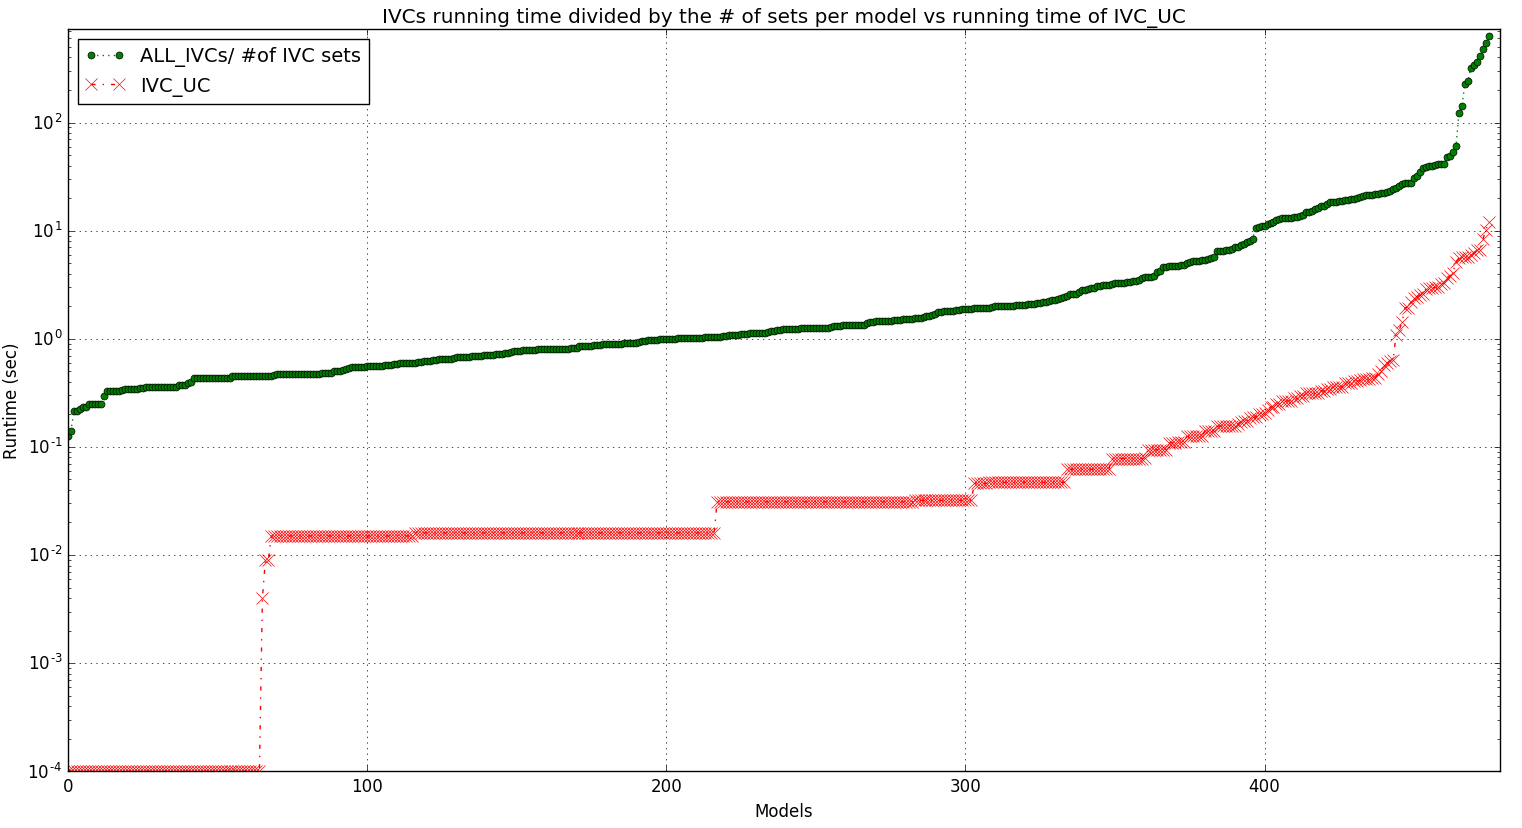 IVCs running time divided by the # of sets per model vs running time of IVC_UC
ALL_IVCs/ #of IVC sets
IVC_UC
Runtime (sec)
10^2
10^1
10^0
10^-1
10^-2
10^-3
10^-4
0 100 200 300 400
Models